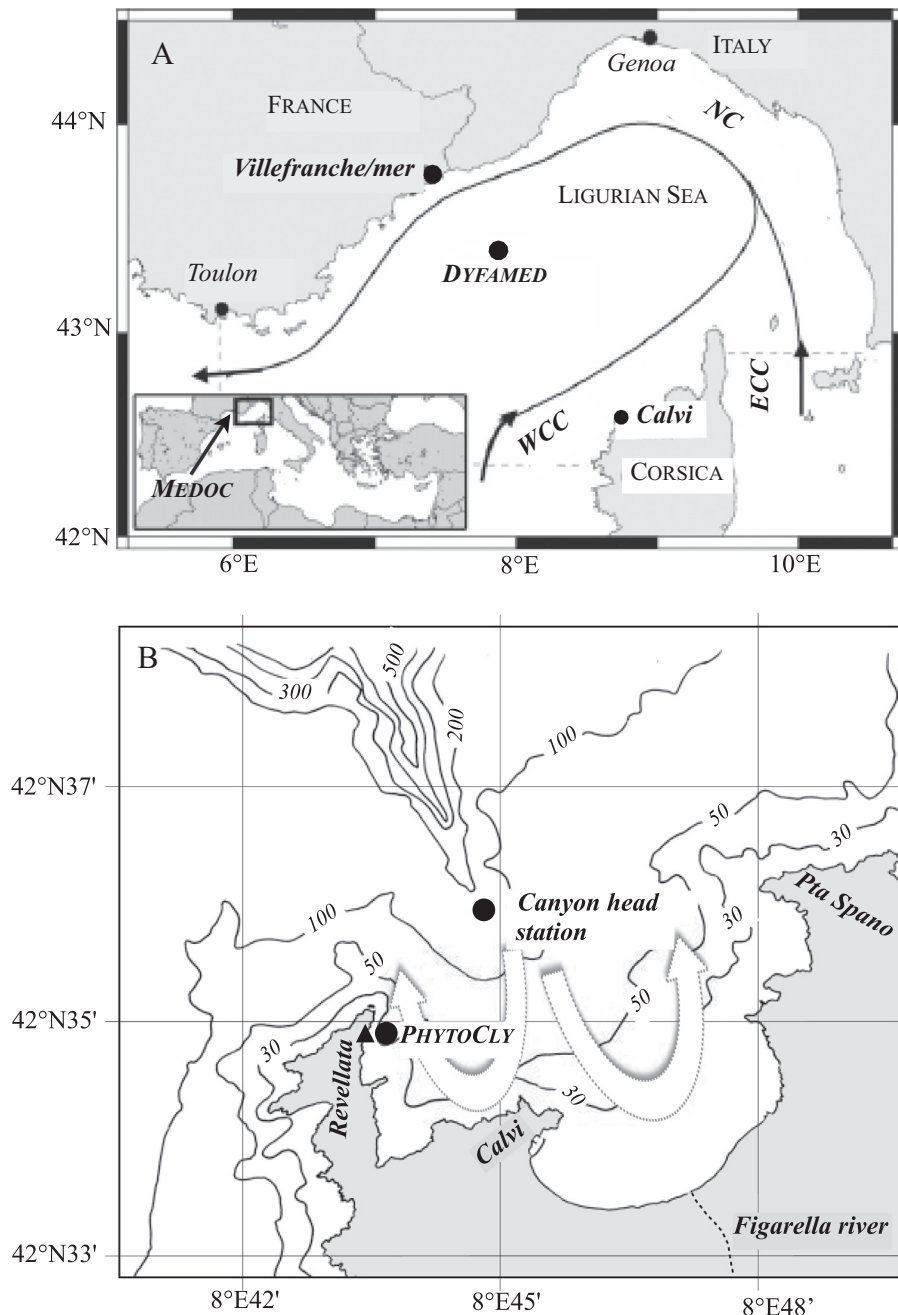 A
ITALY
Genoa
FRANCE
NC
44°N
Villefranche/mer
LIGURIAN SEA
DYFAMED
Toulon
43°N
ECC
WCC
Calvi
MEDOC
CORSICA
42°N
6°E
8°E
10°E
B
500
300
200
100
42°N37'
50
30
Pta Spano
Canyon head
station
100
30
50
50
42°N35'
PHYTOCLY
30
Revellata
30
Calvi
Figarella river
42°N33'
8°E42'
8°E45'
8°E48'